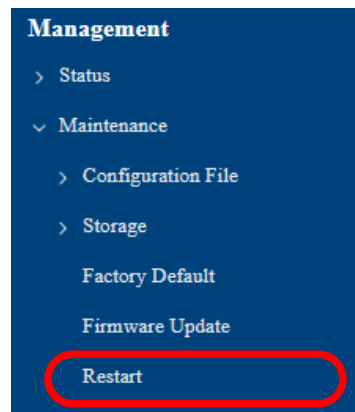 Management
Status
Maintenance
Configuration File
Storage
Factory Default
Firmware Update
Restart